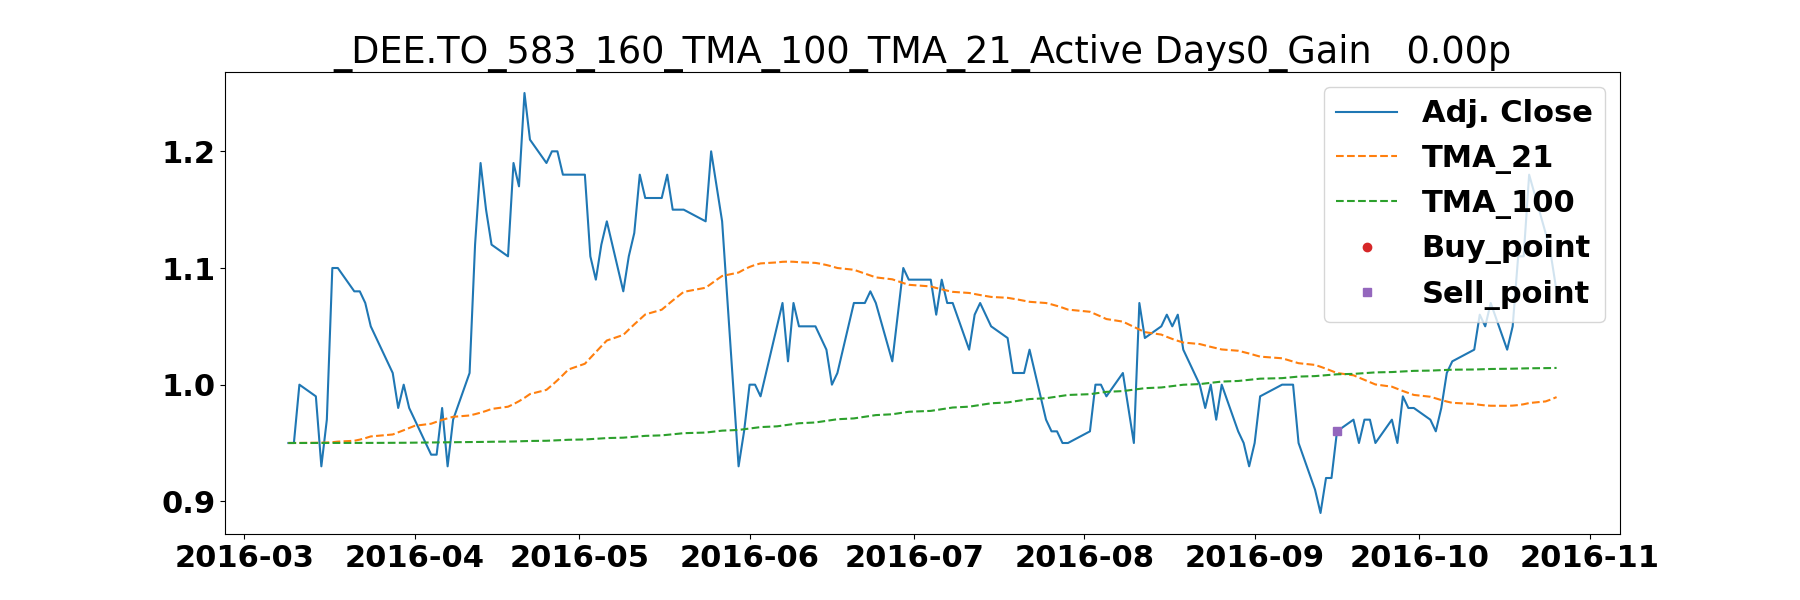 _DEE.TO_583_160_TMA_100_TMA_21_Active Days0_Gain   0.00p
Adj. Close
TMA_21
TMA_100
Buy_point
Sell_point
1.2
1.1
1.0
0.9
2016-03 2016-04 2016-05 2016-06 2016-07 2016-08 2016-09 2016-10 2016-11